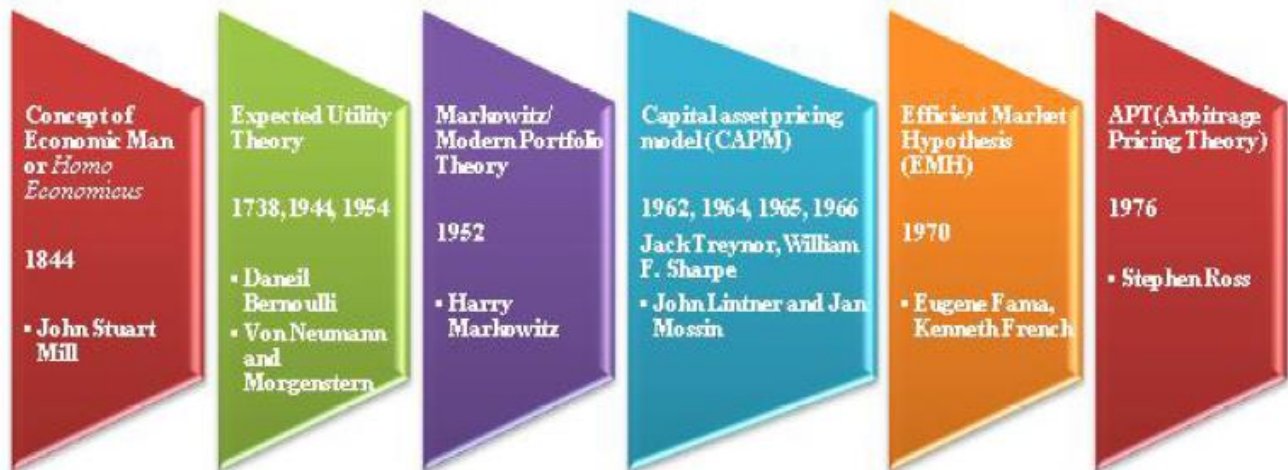 Concept of
Economic Man
or Homo
Economicus
1844
▪ John Stuart
Mill
Expected Utility
Theory
1738, 1944, 1954
▪ Daneil
Bernoulli
▪ Von Neumann
and
Morgenstern
Markowitz/
Modern Portfolio
Theory
1952
▪ Harry
Markowitz
Capital asset pricing
model (CAPM)
1962, 1964, 1965, 1966
Jack Treynor, William
F. Sharpe
▪ John Lintner and Jan
Mossin
Efficient Market
Hypothesis
(EMH)
1970
▪ Eugene Fama,
Kenneth French
APT(Arbitrage
Pricing Theory)
1976
▪ Stephen Ross